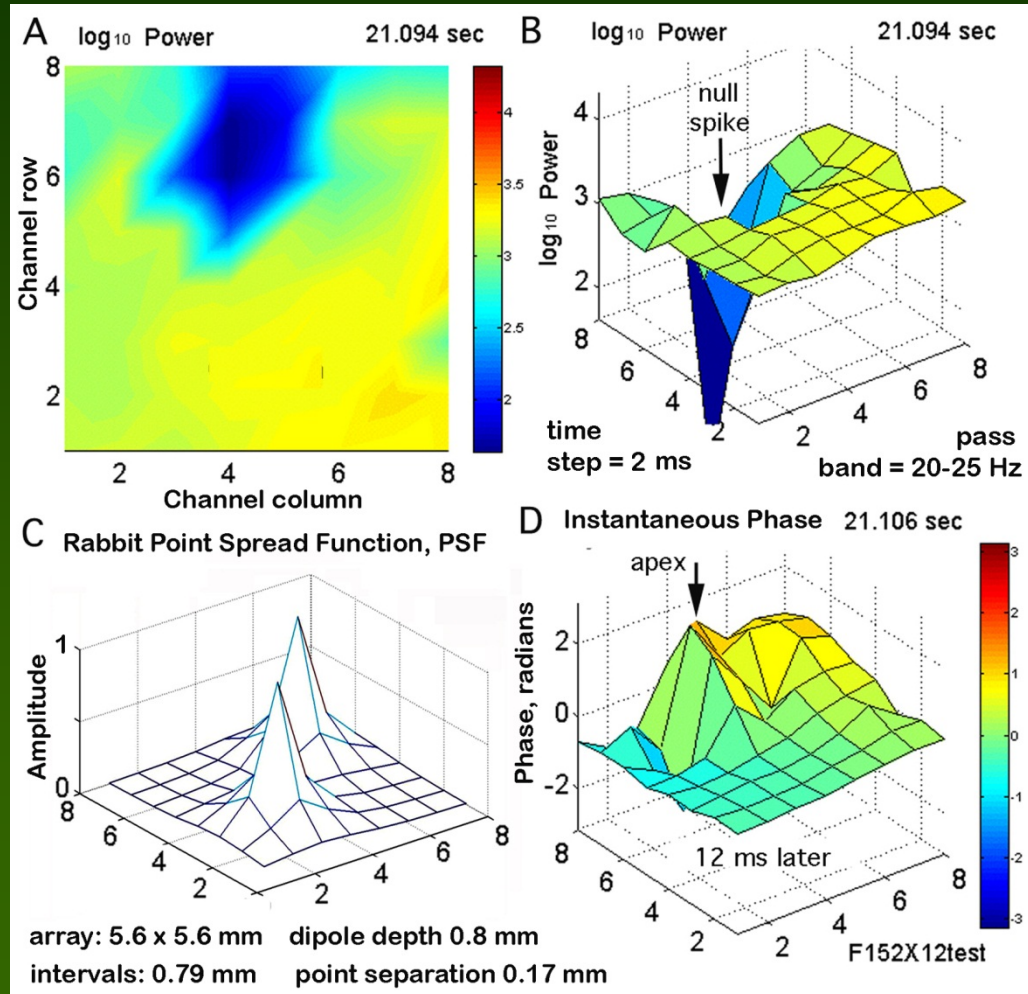 A log₁₀ Power 21.094 sec
8
6
4
2
2 4 6 8
Channel row
Channel column
4
3.5
3
2.5
2
B log₁₀ Power 21.094 sec
null
spike
4
3
2
log₁₀ Power
8 6 4 2
2 4 6 8
time
step = 2 ms
pass
band = 20-25 Hz
C Rabbit Point Spread Function, PSF
1
0
Amplitude
8 6 4 2
2 4 6 8
array: 5.6 x 5.6 mm dipole depth 0.8 mm
intervals: 0.79 mm point separation 0.17 mm
D Instantaneous Phase 21.106 sec
apex
2
0
-2
Phase, radians
8 6 4 2
2 4 6 8
12 ms later
3
2
1
0
-1
-2
-3
F152X12test